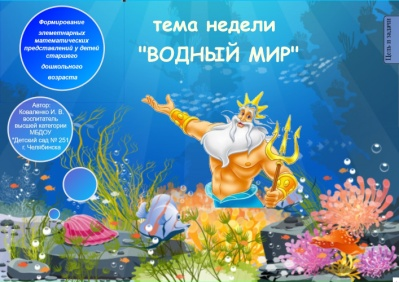 Формирование
элементарных
математических
представлений у детей
старшего
дошкольного
возраста
тема недели
"ВОДНЫЙ МИР"
Цель и задачи
Автор:
Коваленко И. В.
воспитатель
высшей категории
МБДОУ
"Детский сад № 251
г. Челябинска